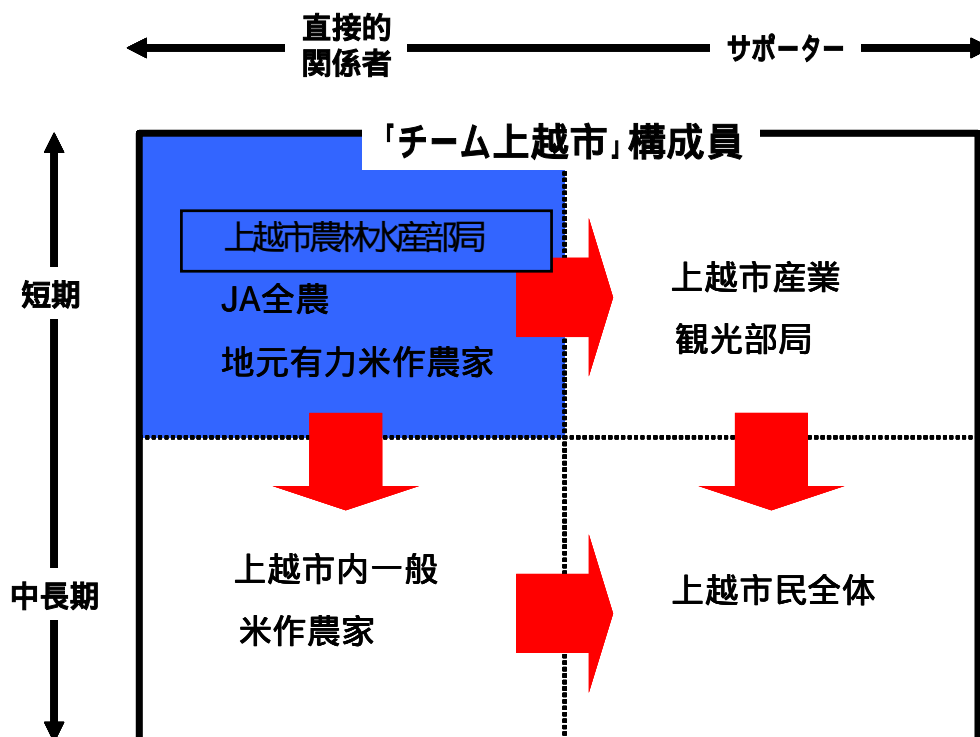 直接的
関係者
サポーター
「チーム上越市」構成員
短期
上越市農林水産部局
JA全農
地元有力米作農家
上越市産業
観光部局
中長期
上越市内一般
米作農家
上越市民全体